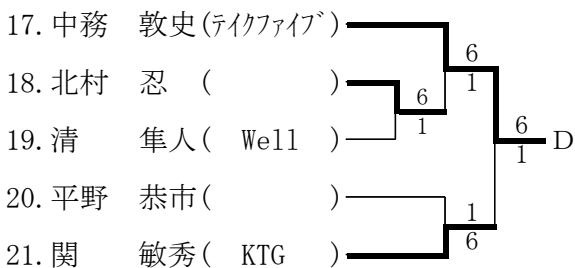 17.中務　敦史(ﾃｲｸﾌｧｲﾌﾞ)
6
18.北村　忍　(　　　　)
6
1
19.清　　隼人(　Well　)
1
6
1
D
20.平野　恭市(　　　　)
1
6
21.関　　敏秀(　KTG　)